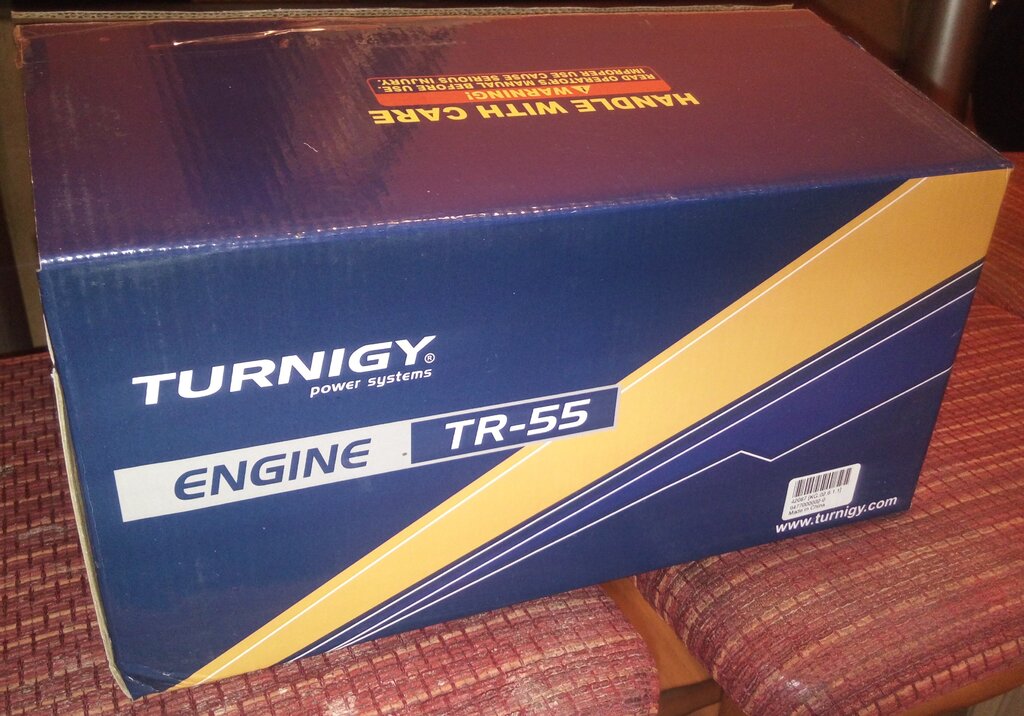 HANDLE WITH CARE
⚠ WARNING!
READ OPERATOR'S MANUAL BEFORE USE.
IMPROPER USE CAUSE SERIOUS INJURY.
TURNIGY®
power systems
ENGINE TR-55
Made in China
www.turnigy.com